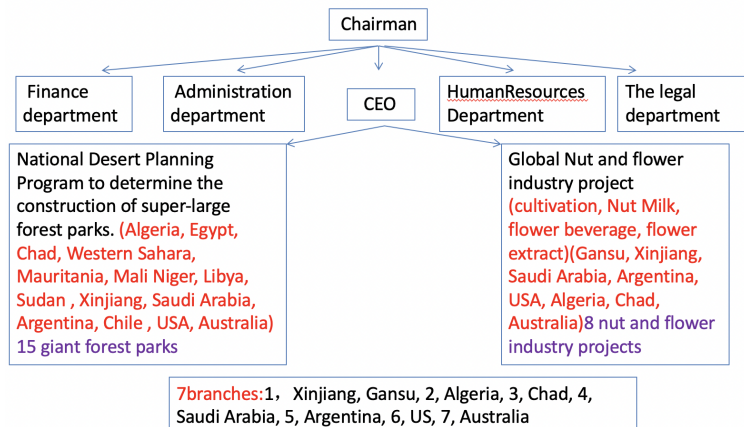 Chairman
Finance
department
Administration
department
CEO
HumanResources
Department
The legal
department
National Desert Planning
Program to determine the
construction of super-large
forest parks. (Algeria, Egypt,
Chad, Western Sahara,
Mauritania, Mali Niger, Libya,
Sudan , Xinjiang, Saudi Arabia,
Argentina, Chile , USA, Australia)
15 giant forest parks
Global Nut and flower
industry project
(cultivation, Nut Milk,
flower beverage, flower
extract)(Gansu, Xinjiang,
Saudi Arabia, Argentina,
USA, Algeria, Chad,
Australia)8 nut and flower
industry projects
7branches:1，Xinjiang, Gansu, 2, Algeria, 3, Chad, 4,
Saudi Arabia, 5, Argentina, 6, US, 7, Australia